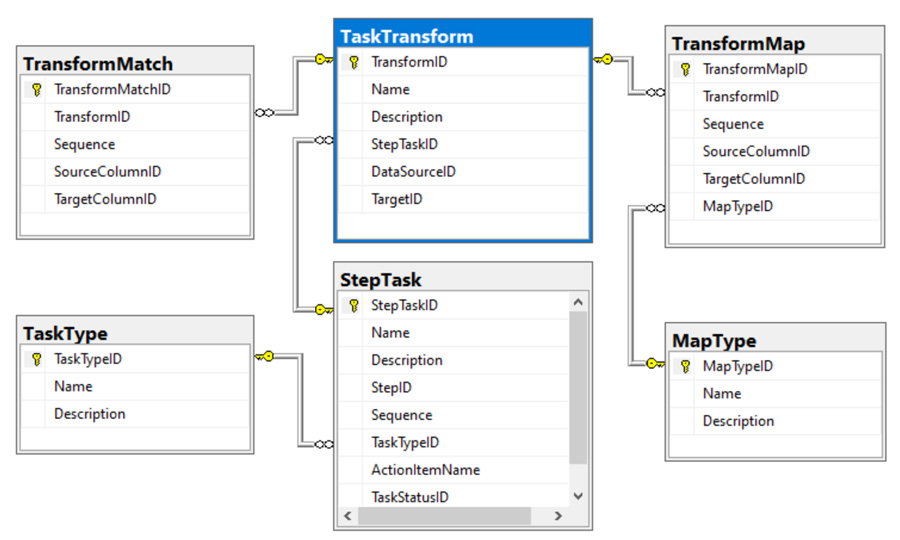 TransformMatch
TransformMatchID
TransformID
Sequence
SourceColumnID
TargetColumnID
TaskTransform
TransformID
Name
Description
StepTaskID
DataSourceID
TargetID
TransformMap
TransformMapID
TransformID
Sequence
SourceColumnID
TargetColumnID
MapTypeID
TaskType
TaskTypeID
Name
Description
StepTask
StepTaskID
Name
Description
StepID
Sequence
TaskTypeID
ActionItemName
TaskStatusID
MapType
MapTypeID
Name
Description